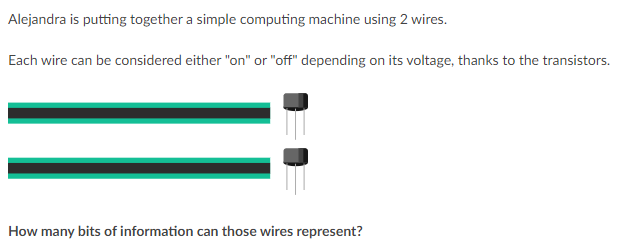 Alejandra is putting together a simple computing machine using 2 wires.
Each wire can be considered either "on" or "off" depending on its voltage, thanks to the transistors.
How many bits of information can those wires represent?